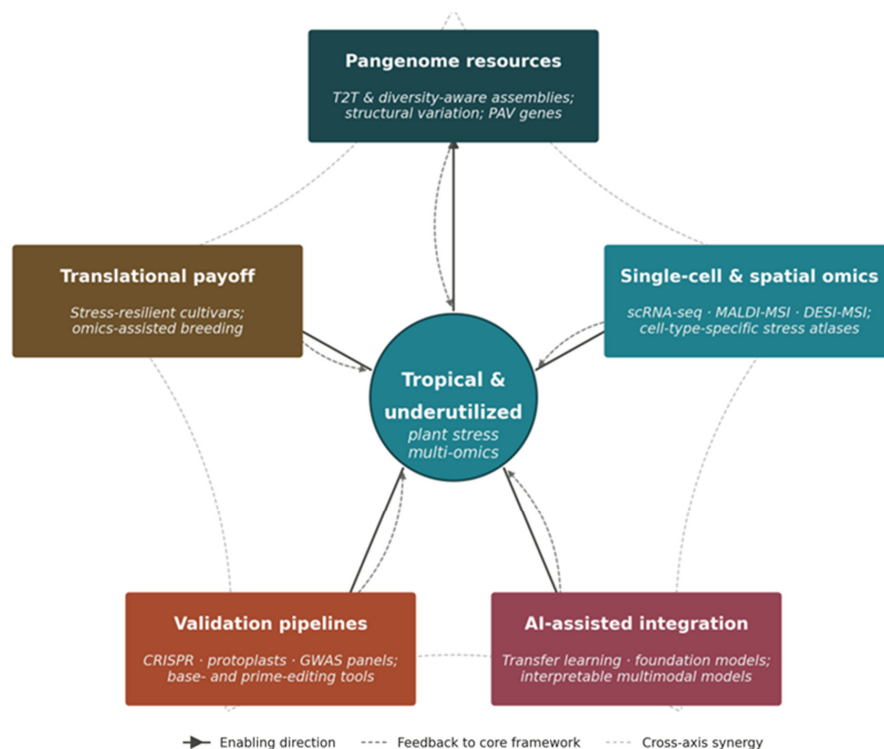 Pangenome resources
T2T & diversity-aware assemblies;
structural variation; PAV genes
Translational payoff
Stress-resilient cultivars;
omics-assisted breeding
Single-cell & spatial omics
scRNA-seq · MALDI-MSI · DESI-MSI;
cell-type-specific stress atlases
Tropical &
underutilized
plant stress
multi-omics
Validation pipelines
CRISPR · protoplasts · GWAS panels;
base- and prime-editing tools
AI-assisted integration
Transfer learning · foundation models;
interpretable multimodal models
Enabling direction
Feedback to core framework
Cross-axis synergy